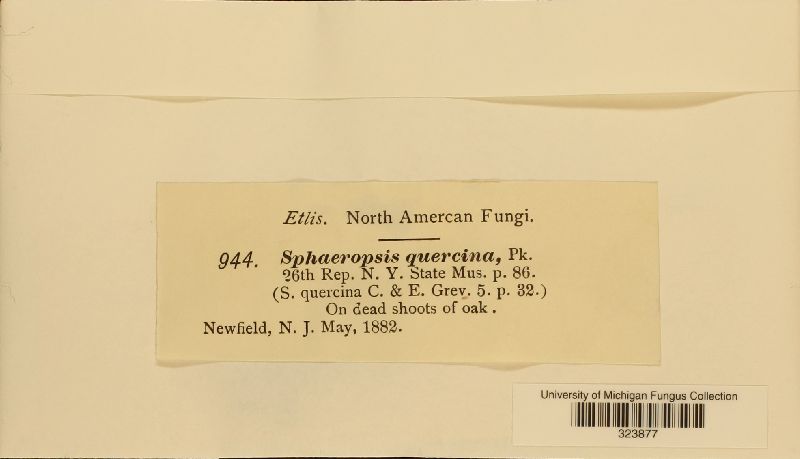 Etlis. North Amercan Fungi.
944. Sphaeropsis quercina, Pk.
26th Rep. N. Y. State Mus. p. 86.
(S. quercina C. & E. Grev. 5. p. 32.)
On dead shoots of oak.
Newfield, N. J. May, 1882.
University of Michigan Fungus Collection
323877